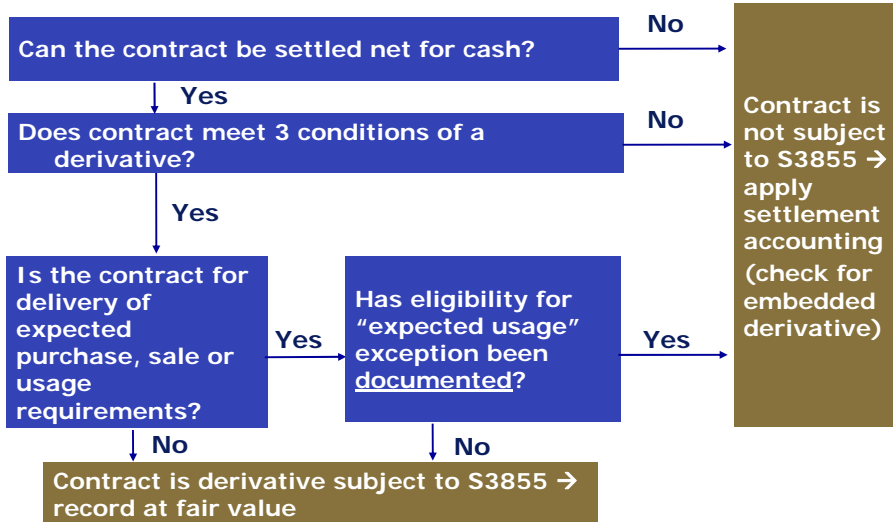 Can the contract be settled net for cash?
No
Yes
Does contract meet 3 conditions of a
derivative?
No
Contract is
not subject
to S3855 →
apply
settlement
accounting
(check for
embedded
derivative)
Yes
Is the contract for
delivery of
expected
purchase, sale or
usage
requirements?
Yes
Has eligibility for
“expected usage”
exception been
documented?
Yes
No
No
Contract is derivative subject to S3855 →
record at fair value